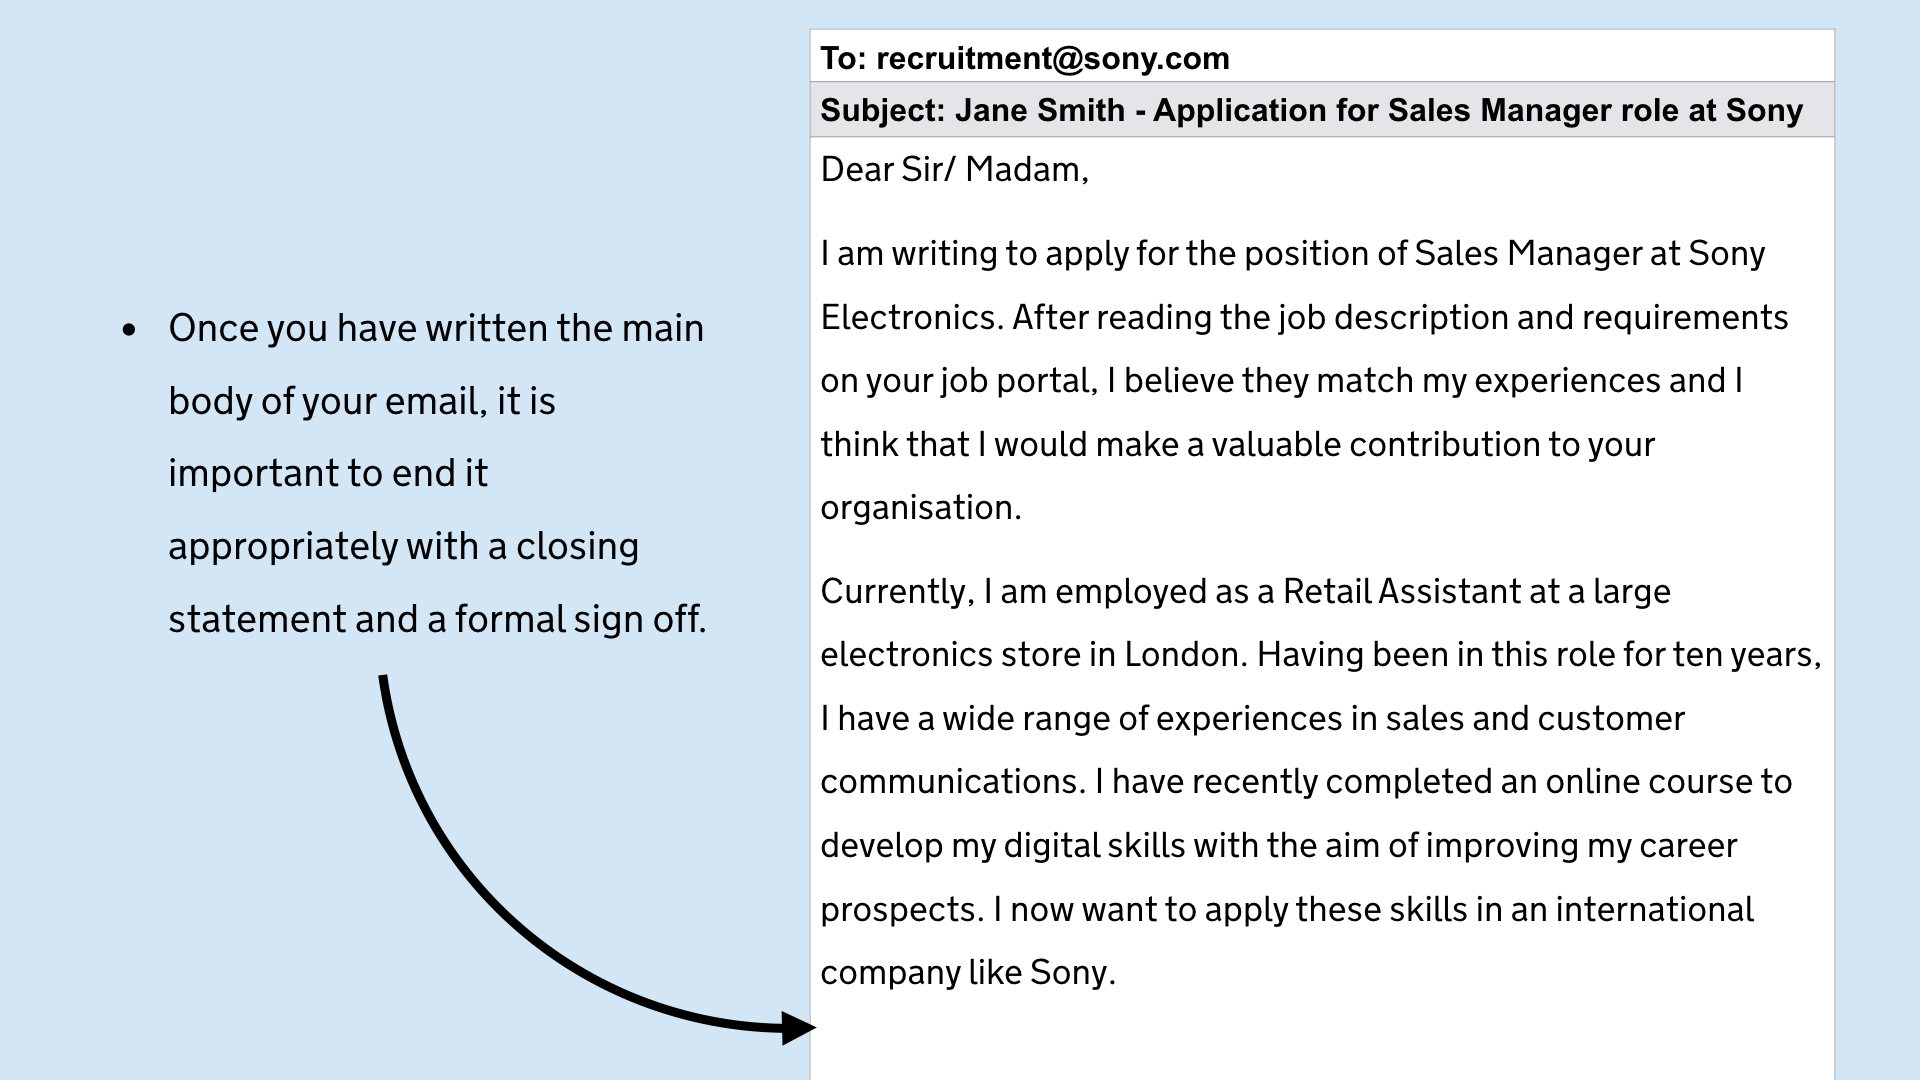 • Once you have written the main
body of your email, it is
important to end it
appropriately with a closing
statement and a formal sign off.
To: recruitment@sony.com
Subject: Jane Smith - Application for Sales Manager role at Sony
Dear Sir/ Madam,
I am writing to apply for the position of Sales Manager at Sony
Electronics. After reading the job description and requirements
on your job portal, I believe they match my experiences and I
think that I would make a valuable contribution to your
organisation.
Currently, I am employed as a Retail Assistant at a large
electronics store in London. Having been in this role for ten years,
I have a wide range of experiences in sales and customer
communications. I have recently completed an online course to
develop my digital skills with the aim of improving my career
prospects. I now want to apply these skills in an international
company like Sony.